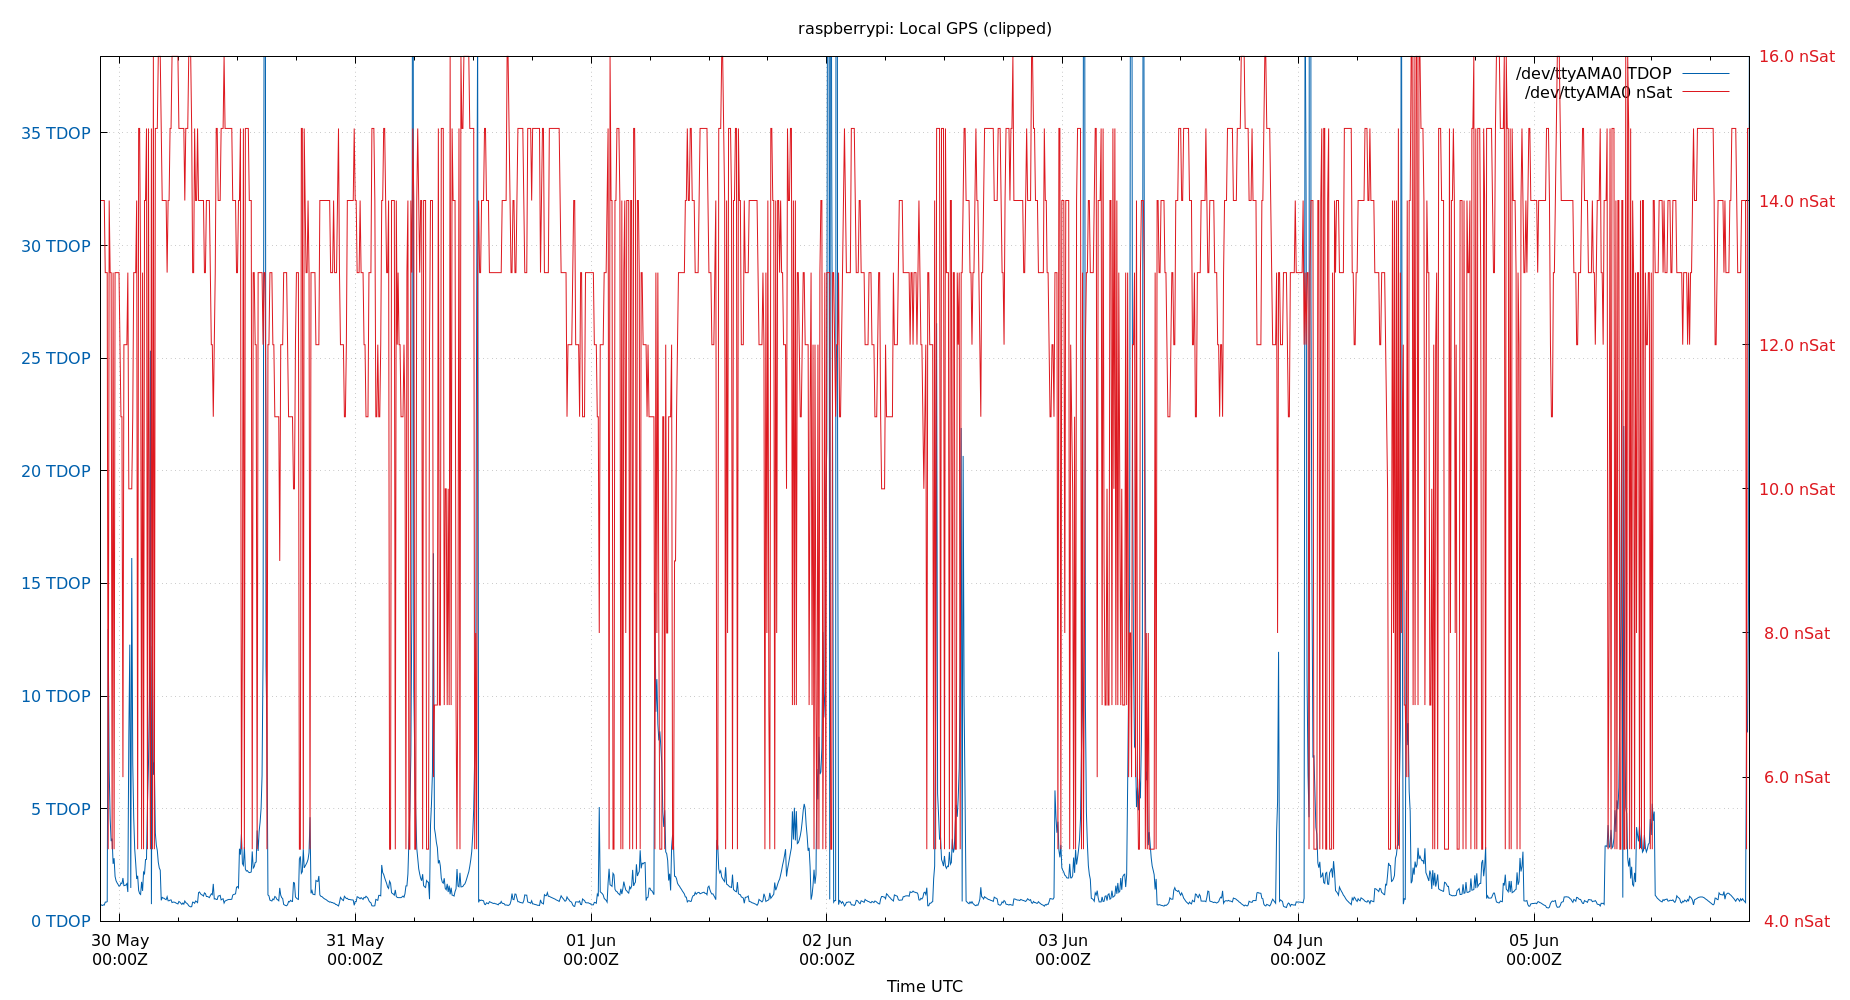 raspberrypi: Local GPS (clipped)
/dev/ttyAMA0 TDOP
/dev/ttyAMA0 nSat
35 TDOP
30 TDOP
25 TDOP
20 TDOP
15 TDOP
10 TDOP
5 TDOP
0 TDOP
16.0 nSat
14.0 nSat
12.0 nSat
10.0 nSat
8.0 nSat
6.0 nSat
4.0 nSat
30 May
00:00Z
31 May
00:00Z
01 Jun
00:00Z
02 Jun
00:00Z
03 Jun
00:00Z
04 Jun
00:00Z
05 Jun
00:00Z
Time UTC